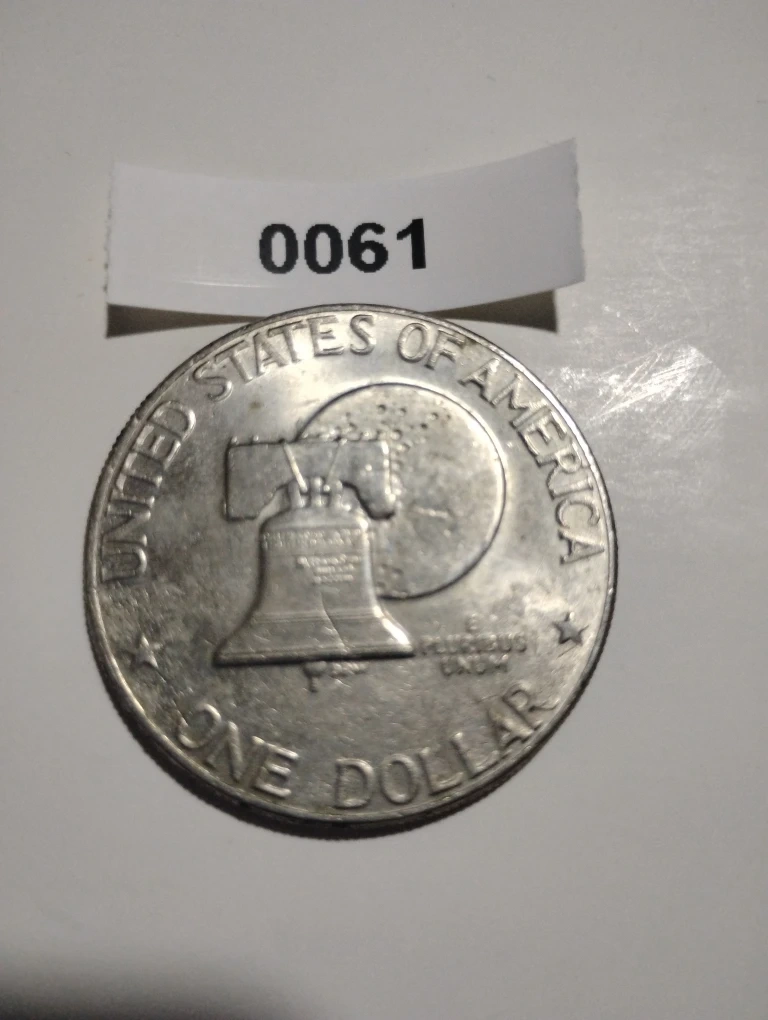 0061
UNITED STATES OF AMERICA
E
PLURIBUS
UNUM
ONE DOLLAR